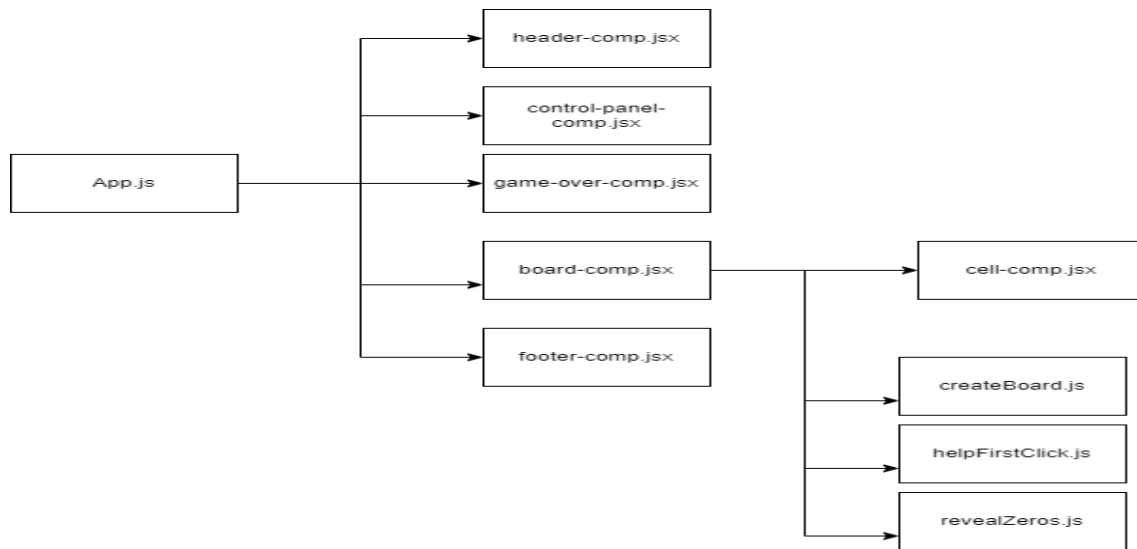 header-comp.jsx
control-panel-
comp.jsx
App.js
game-over-comp.jsx
board-comp.jsx
cell-comp.jsx
footer-comp.jsx
createBoard.js
helpFirstClick.js
revealZeros.js